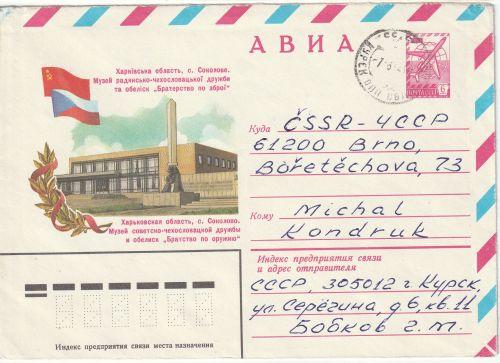 АВИА
Харківська область, с. Соколове.
Музей радянсько-чехословацької дружби
та обеліск „Братерство по зброї“
Куда ČSSR - ЧССР
61200 Brno,
Bořetěchova, 73
Харьковская область, с. Соколово.
Музей советско-чехословацкой дружбы
и обелиск „Братство по оружию“
Кому Michal
Kondruk
Индекс предприятия связи
и адрес отправителя
СССР, 305012 г Курск,
ул. Серёгина, д 6, кв. 11
Бобков г. м.
Индекс предприятия связи места назначения